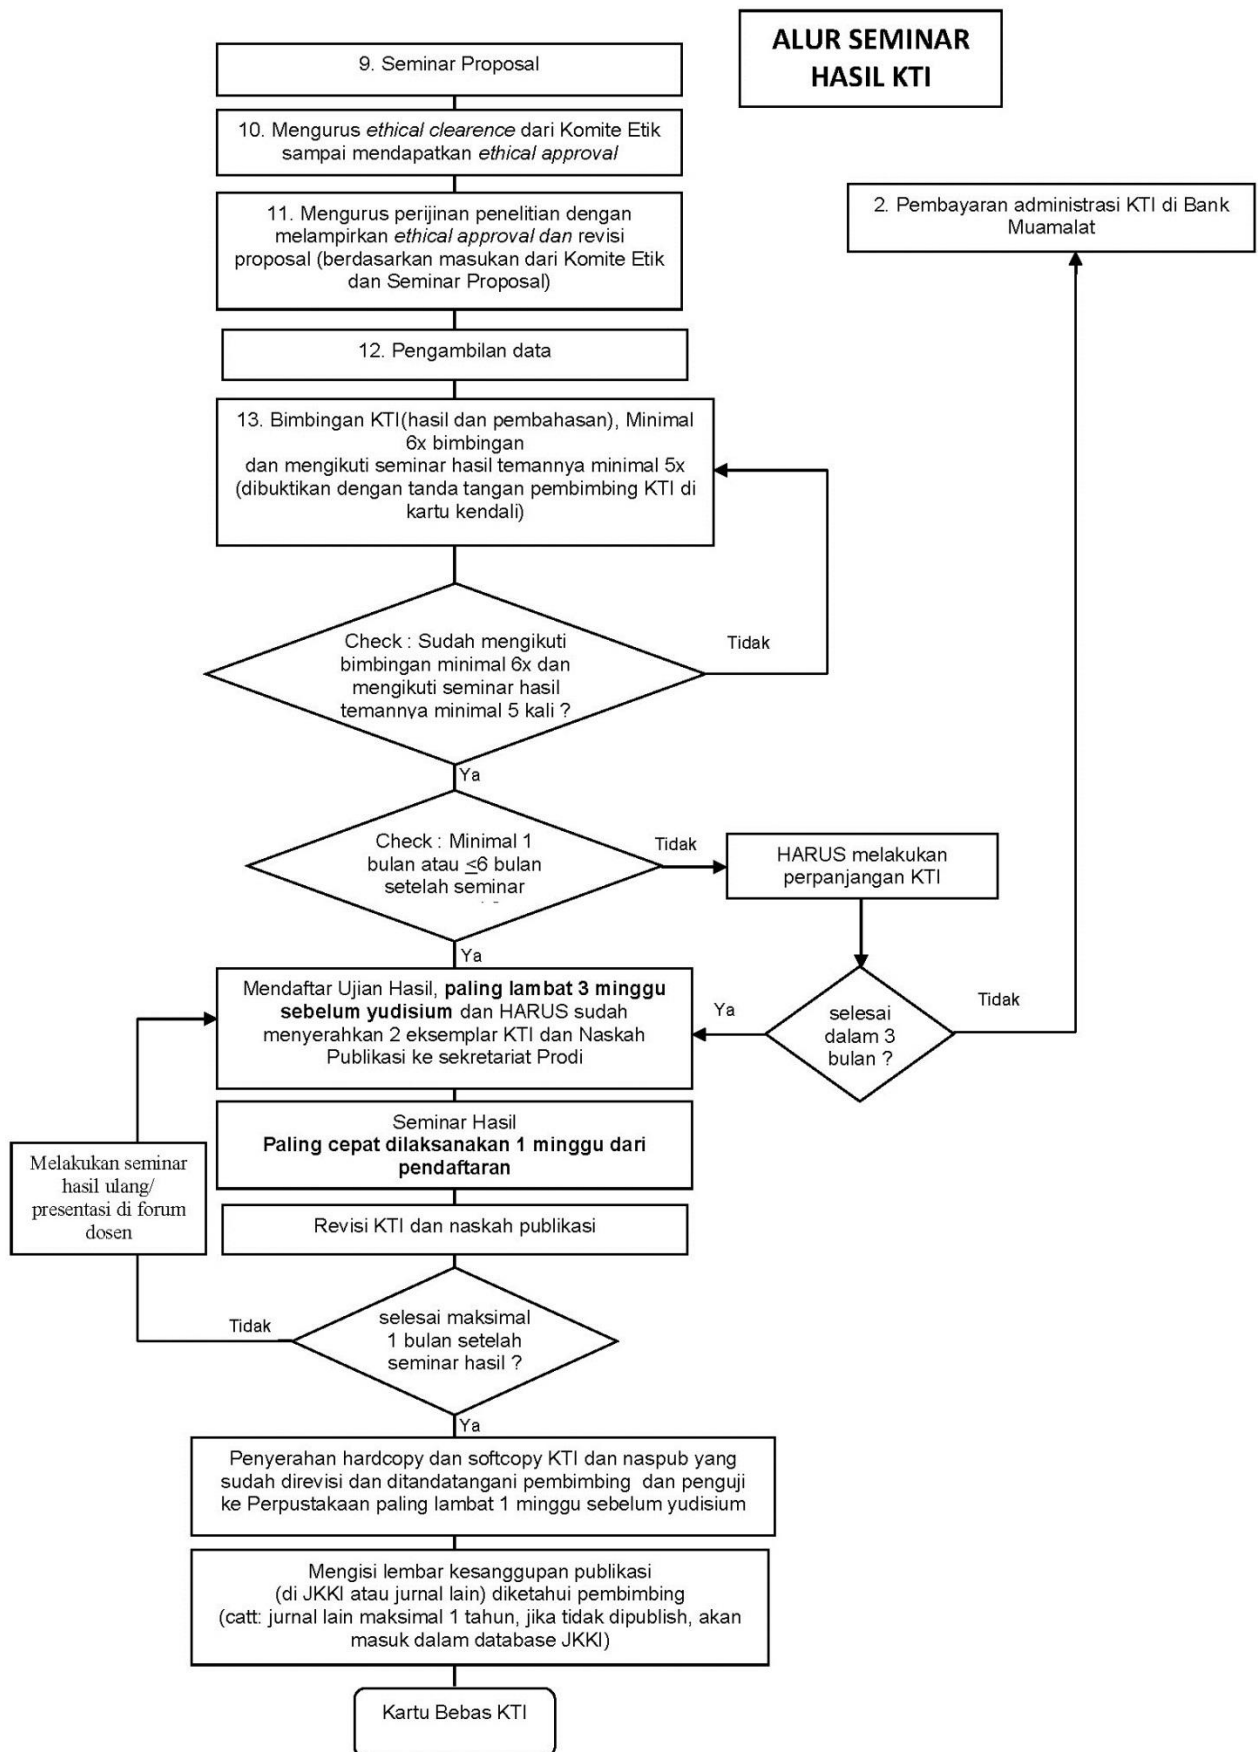 ALUR SEMINAR
HASIL KTI
9. Seminar Proposal
10. Mengurus ethical clearence dari Komite Etik
sampai mendapatkan ethical approval
11. Mengurus perijinan penelitian dengan
melampirkan ethical approval dan revisi
proposal (berdasarkan masukan dari Komite Etik
dan Seminar Proposal)
2. Pembayaran administrasi KTI di Bank
Muamalat
12. Pengambilan data
13. Bimbingan KTI(hasil dan pembahasan), Minimal
6x bimbingan
dan mengikuti seminar hasil temannya minimal 5x
(dibuktikan dengan tanda tangan pembimbing KTI di
kartu kendali)
Check : Sudah mengikuti
bimbingan minimal 6x dan
mengikuti seminar hasil
temannya minimal 5 kali ?
Tidak
Ya
Check : Minimal 1
bulan atau ≤6 bulan
setelah seminar
Tidak
HARUS melakukan
perpanjangan KTI
Ya
Mendaftar Ujian Hasil, paling lambat 3 minggu
sebelum yudisium dan HARUS sudah
menyerahkan 2 eksemplar KTI dan Naskah
Publikasi ke sekretariat Prodi
Ya
selesai
dalam 3
bulan ?
Tidak
Seminar Hasil
Paling cepat dilaksanakan 1 minggu dari
pendaftaran
Melakukan seminar
hasil ulang/
presentasi di forum
dosen
Revisi KTI dan naskah publikasi
Tidak
selesai maksimal
1 bulan setelah
seminar hasil ?
Ya
Penyerahan hardcopy dan softcopy KTI dan naspub yang
sudah direvisi dan ditandatangani pembimbing dan penguji
ke Perpustakaan paling lambat 1 minggu sebelum yudisium
Mengisi lembar kesanggupan publikasi
(di JKKI atau jurnal lain) diketahui pembimbing
(catt: jurnal lain maksimal 1 tahun, jika tidak dipublish, akan
masuk dalam database JKKI)
Kartu Bebas KTI